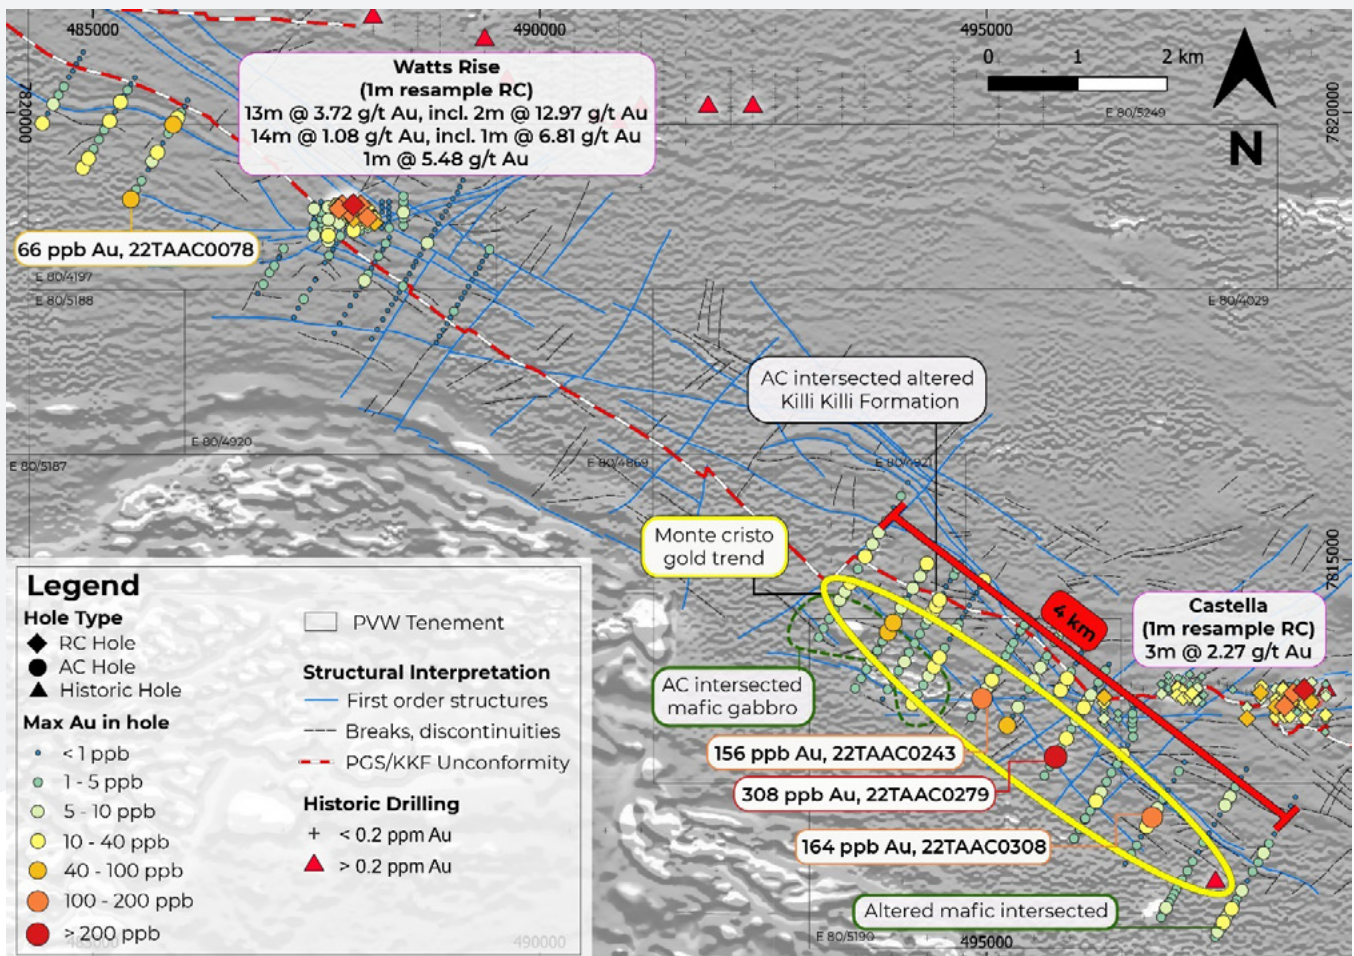 485000
490000
495000
0 1 2 km
N
E 80/5249
7820000
7820000
Watts Rise
(1m resample RC)
13m @ 3.72 g/t Au, incl. 2m @ 12.97 g/t Au
14m @ 1.08 g/t Au, incl. 1m @ 6.81 g/t Au
1m @ 5.48 g/t Au
66 ppb Au, 22TAAC0078
E 80/4197
E 80/5188
E 80/4029
AC intersected altered
Killi Killi Formation
E 80/4920
E 80/5187
E 80/4869
E 80/4921
Monte cristo
gold trend
7815000
4 km
Castella
(1m resample RC)
3m @ 2.27 g/t Au
AC intersected
mafic gabbro
156 ppb Au, 22TAAC0243
308 ppb Au, 22TAAC0279
164 ppb Au, 22TAAC0308
Altered mafic intersected
E 80/5190
495000
Legend
Hole Type
RC Hole
AC Hole
Historic Hole
Max Au in hole
< 1 ppb
1 - 5 ppb
5 - 10 ppb
10 - 40 ppb
40 - 100 ppb
100 - 200 ppb
> 200 ppb
PVW Tenement
Structural Interpretation
First order structures
Breaks, discontinuities
PGS/KKF Unconformity
Historic Drilling
< 0.2 ppm Au
> 0.2 ppm Au
485000
490000